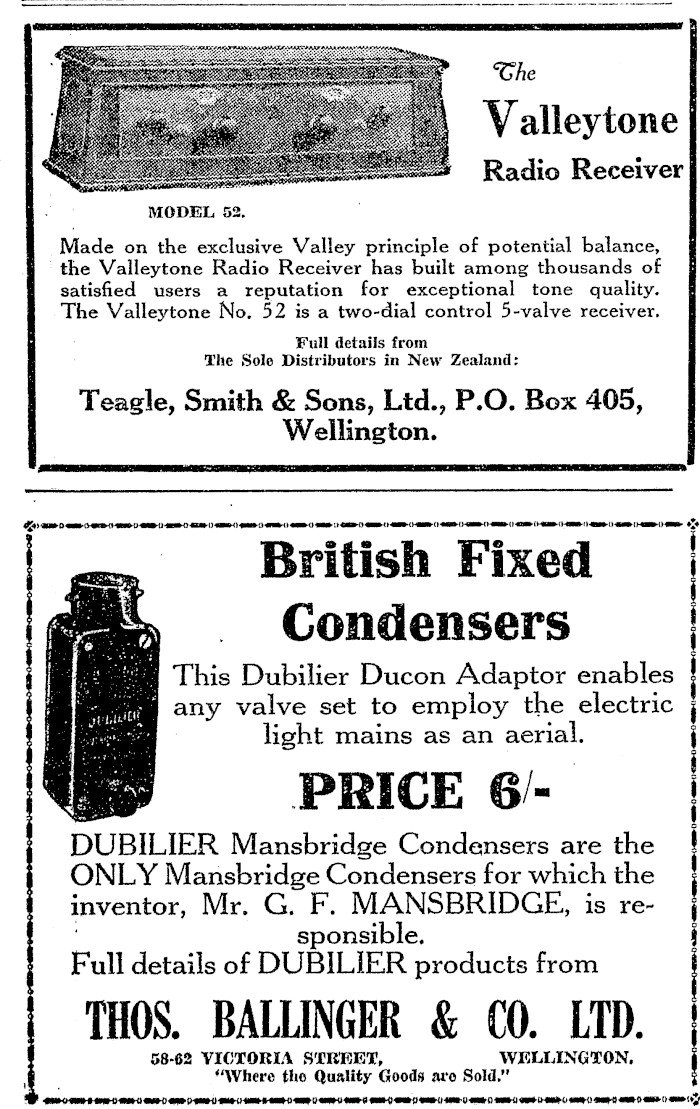 The
Valleytone
Radio Receiver
MODEL 52.
Made on the exclusive Valley principle of potential balance,
the Valleytone Radio Receiver has built among thousands of
satisfied users a reputation for exceptional tone quality.
The Valleytone No. 52 is a two-dial control 5-valve receiver.
Full details from
The Sole Distributors in New Zealand:
Teagle, Smith & Sons, Ltd., P.O. Box 405,
Wellington.
British Fixed
Condensers
This Dubilier Ducon Adaptor enables
any valve set to employ the electric
light mains as an aerial.
PRICE 6/-
DUBILIER
DUBILIER Mansbridge Condensers are the
ONLY Mansbridge Condensers for which the
inventor, Mr. G. F. MANSBRIDGE, is re-
sponsible.
Full details of DUBILIER products from
THOS. BALLINGER & CO. LTD.
58-62 VICTORIA STREET, WELLINGTON.
"Where the Quality Goods are Sold."